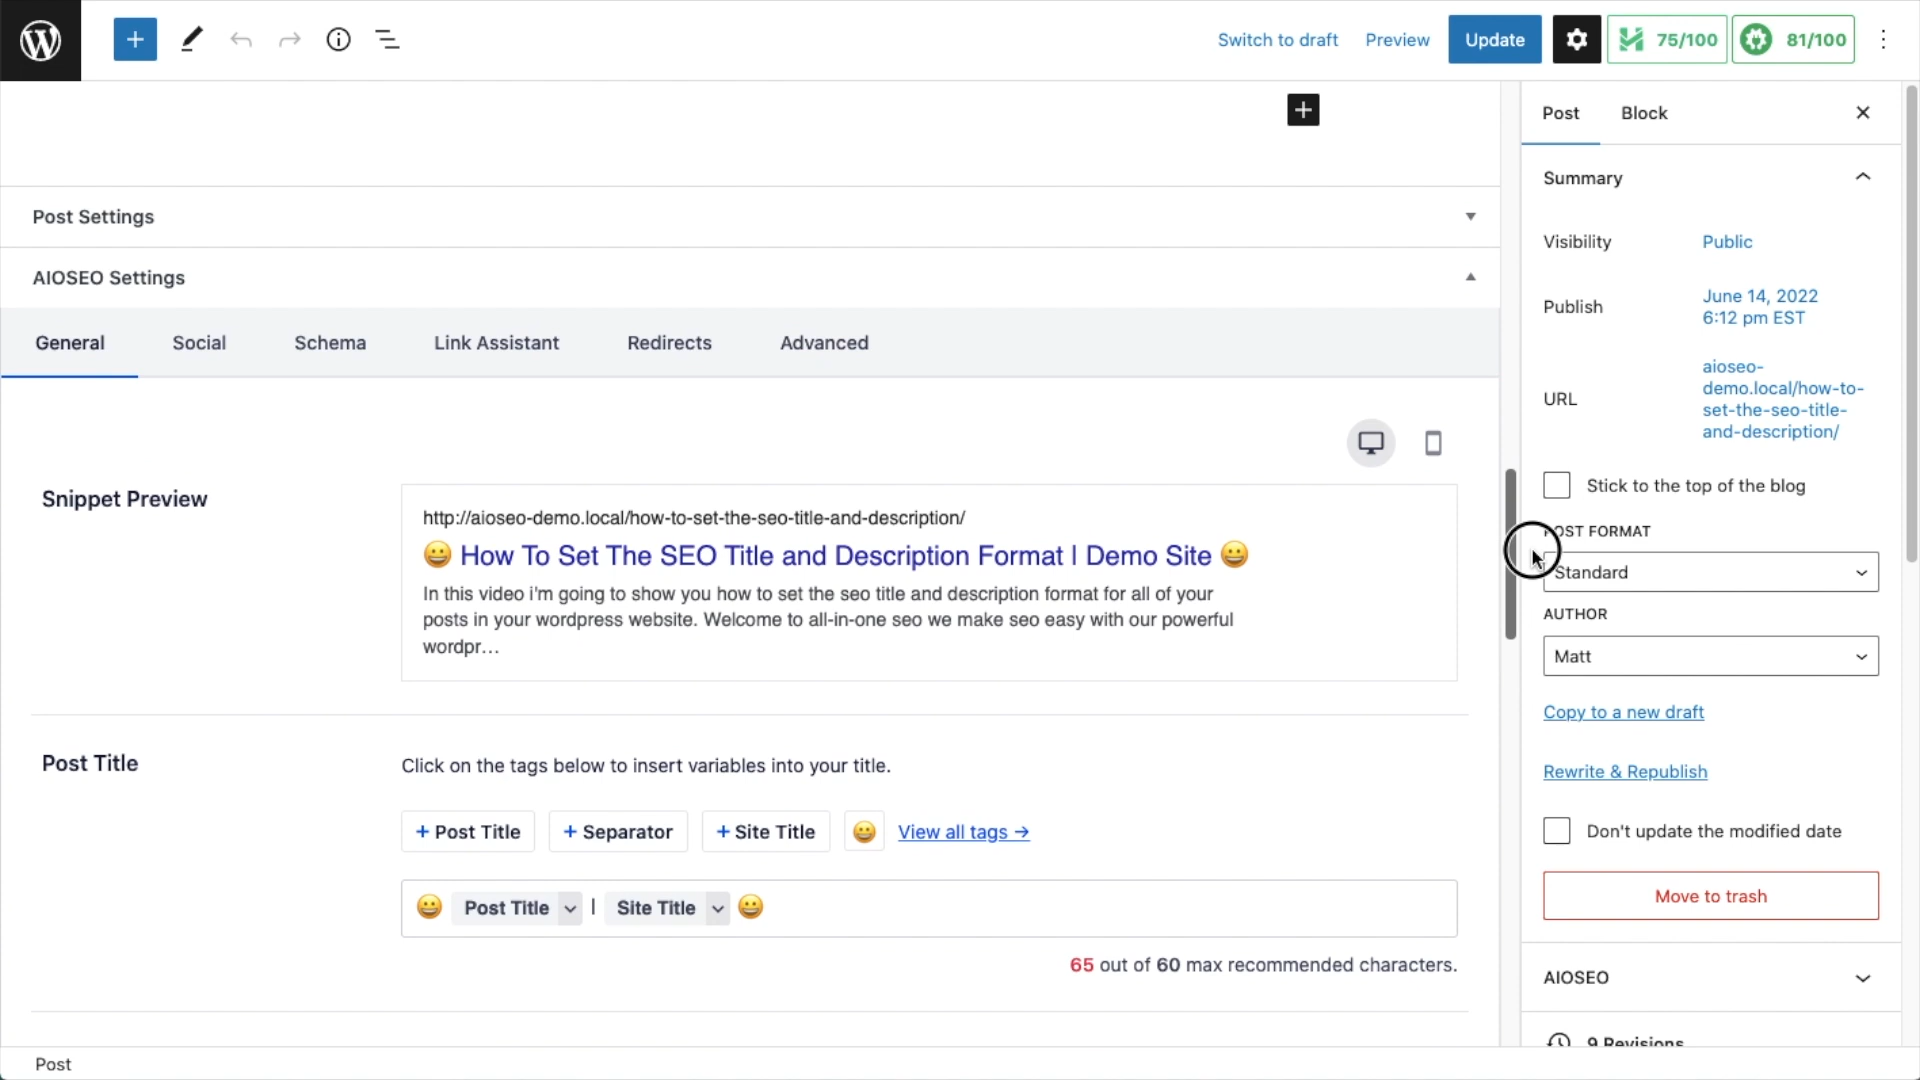 Switch to draft
Preview
Update
75/100
81/100
Post
Block
Summary
Visibility
Public
Publish
June 14, 2022
6:12 pm EST
URL
aioseo-
demo.local/how-to-
set-the-seo-title-
and-description/
Stick to the top of the blog
POST FORMAT
Standard
AUTHOR
Matt
Copy to a new draft
Rewrite & Republish
Don't update the modified date
Move to trash
AIOSEO
9 Revisions
Post Settings
AIOSEO Settings
General
Social
Schema
Link Assistant
Redirects
Advanced
Snippet Preview
http://aioseo-demo.local/how-to-set-the-seo-title-and-description/
😀 How To Set The SEO Title and Description Format | Demo Site 😀
In this video i'm going to show you how to set the seo title and description format for all of your
posts in your wordpress website. Welcome to all-in-one seo we make seo easy with our powerful
wordpr...
Post Title
Click on the tags below to insert variables into your title.
+ Post Title
+ Separator
+ Site Title
😀
View all tags →
😀 Post Title | Site Title 😀
65 out of 60 max recommended characters.
Post